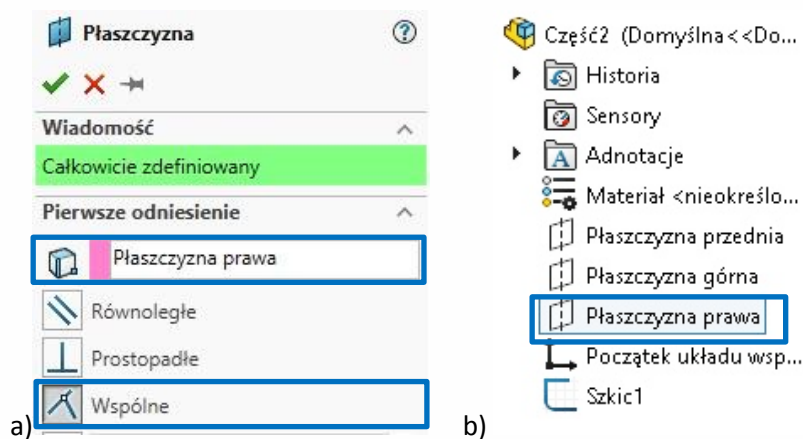 Płaszczyzna
Wiadomość
Całkowicie zdefiniowany
Pierwsze odniesienie
Płaszczyzna prawa
Równoległe
Prostopadłe
Wspólne
a)
Część2 (Domyślna<<Do...
Historia
Sensory
A Adnotacje
Materiał <nieokreślo...
Płaszczyzna przednia
Płaszczyzna górna
Płaszczyzna prawa
Początek układu wsp...
Szkic1
b)